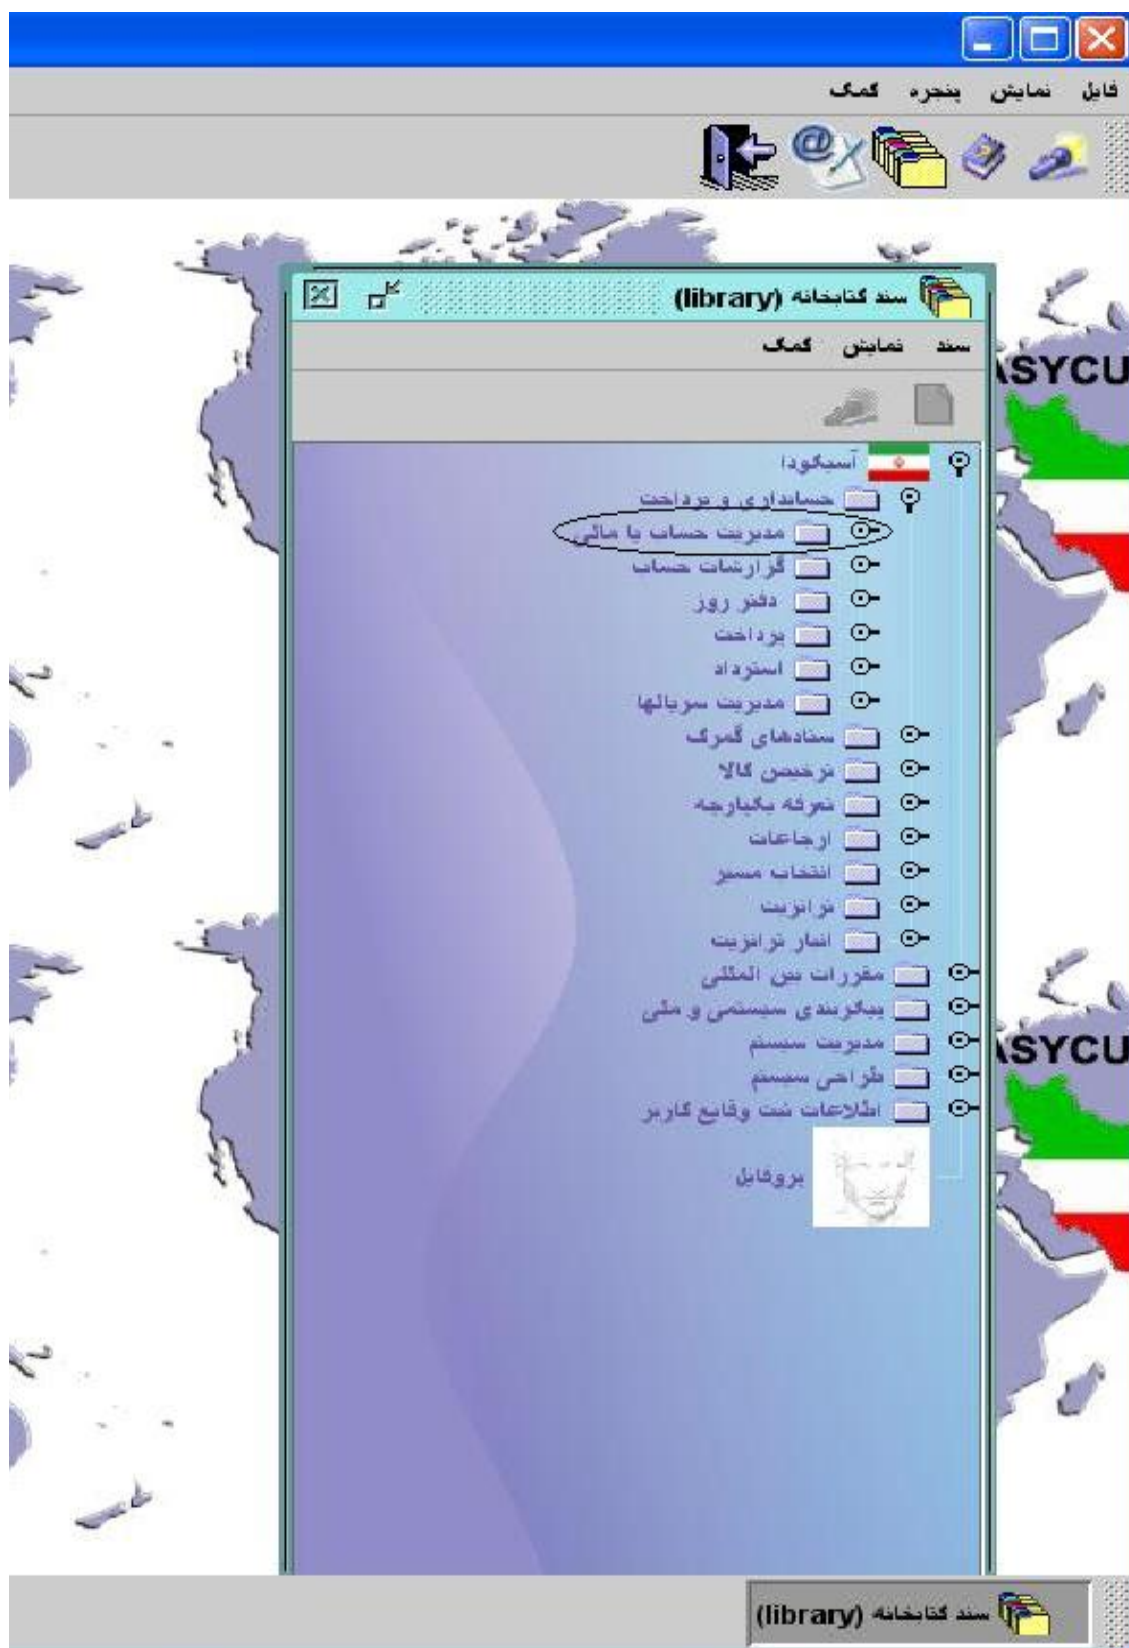 فایل نمایش پنجره کمک
سند کتابخانه (library)
سند نمایش کمک
ASYCU
آسیکودا
حسابداری و پرداخت
مدیریت حساب یا مالی
گزارشات حساب
دفتر روز
پرداخت
استرداد
مدیریت سریالها
ستادهای گمرک
ترخیص کالا
تعرفه یکپارچه
ارجاعات
انتخاب مسیر
ترانزیت
انبار ترانزیت
مقررات بین المللی
پیکربندی سیستمی و ملی
مدیریت سیستم
ASYCU
طراحی سیستم
اطلاعات ثبت وقایع کاربر
پروفایل
سند کتابخانه (library)